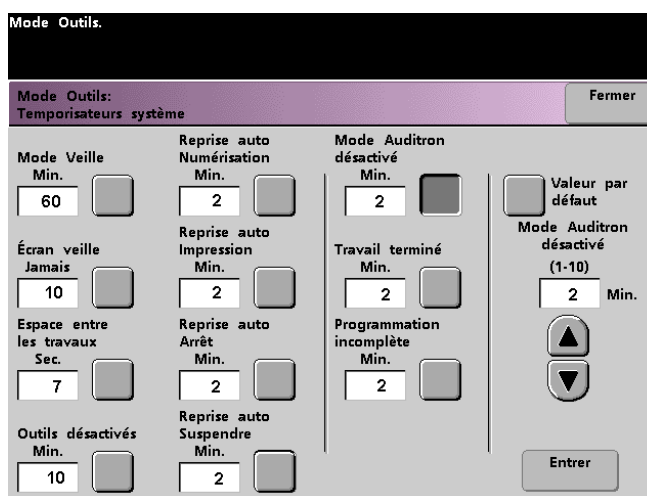 Mode Outils.
Mode Outils:
Temporisateurs système
Fermer
Mode Veille
Min.
60
Écran veille
Jamais
10
Espace entre
les travaux
Sec.
7
Outils désactivés
Min.
10
Reprise auto
Numérisation
Min.
2
Reprise auto
Impression
Min.
2
Reprise auto
Arrêt
Min.
2
Reprise auto
Suspendre
Min.
2
Mode Auditron
désactivé
Min.
2
Travail terminé
Min.
2
Programmation
incomplète
Min.
2
Valeur par
défaut
Mode Auditron
désactivé
(1-10)
2 Min.
Entrer